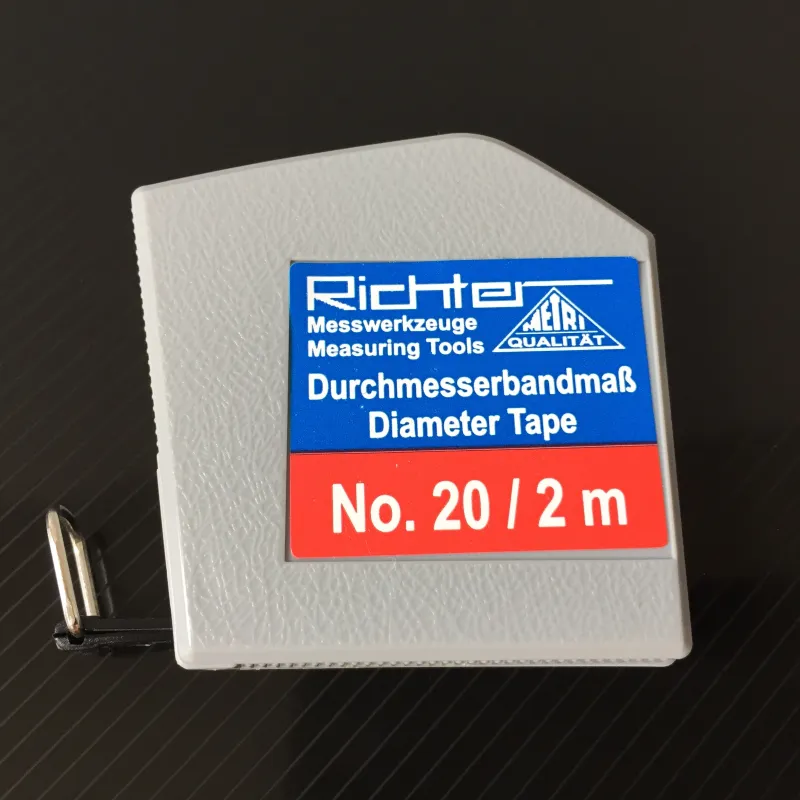 Richter
Messwerkzeuge
Measuring Tools
METRI
QUALITÄT
Durchmesserbandmaß
Diameter Tape
No. 20 / 2 m